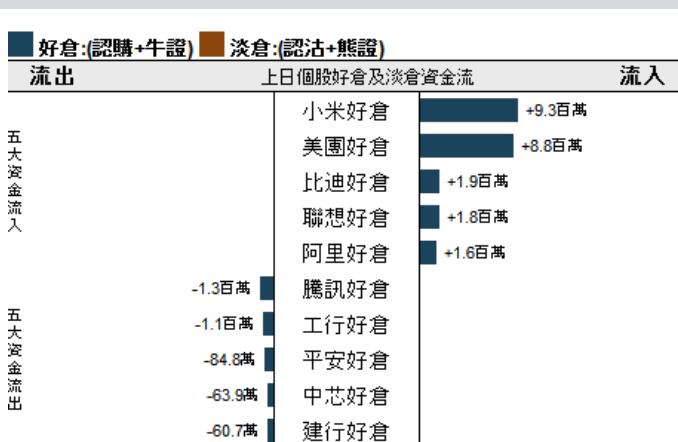 好倉:(認購+牛證) 淡倉:(認沽+熊證)
流出 上日個股好倉及淡倉資金流 流入
五大資金流入
小米好倉 +9.3百萬
美團好倉 +8.8百萬
比迪好倉 +1.9百萬
聯想好倉 +1.8百萬
阿里好倉 +1.6百萬
五大資金流出
-1.3百萬 騰訊好倉
-1.1百萬 工行好倉
-84.8萬 平安好倉
-63.9萬 中芯好倉
-60.7萬 建行好倉